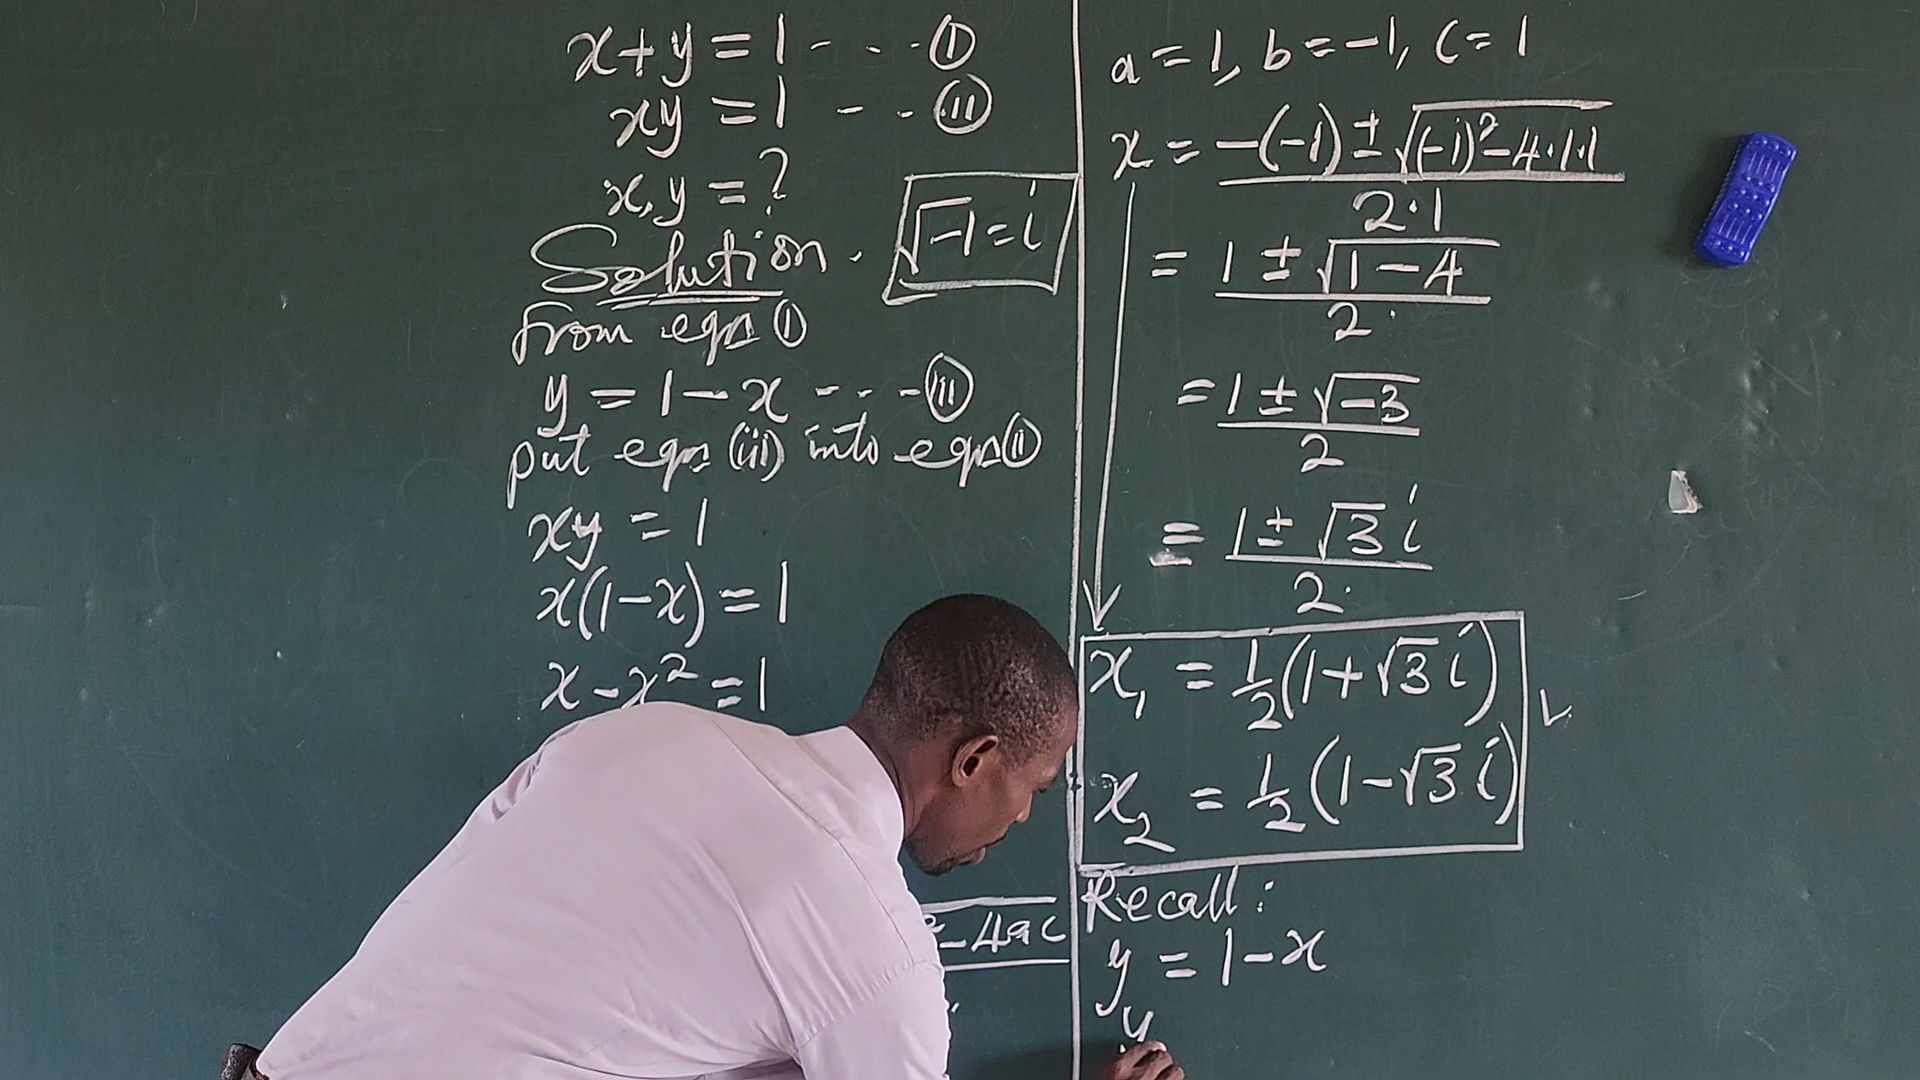 x+y = 1 - - - (i)
xy = 1 - - - (ii)
x,y = ?
Solution.
√-1 = i
from eqn (i)
y = 1 - x - - - (iii)
put eqn (iii) into eqn (ii)
xy = 1
x(1-x) = 1
x - x² = 1
² - 4ac
a = 1, b = -1, c = 1
x = -(-1) ± √(-1)² - 4·1·1
2·1
= 1 ± √1 - 4
2
= 1 ± √-3
2
= 1 ± √3 i
2
x₁ = ½(1 + √3 i)
x₂ = ½(1 - √3 i)
Recall:
y = 1 - x
y